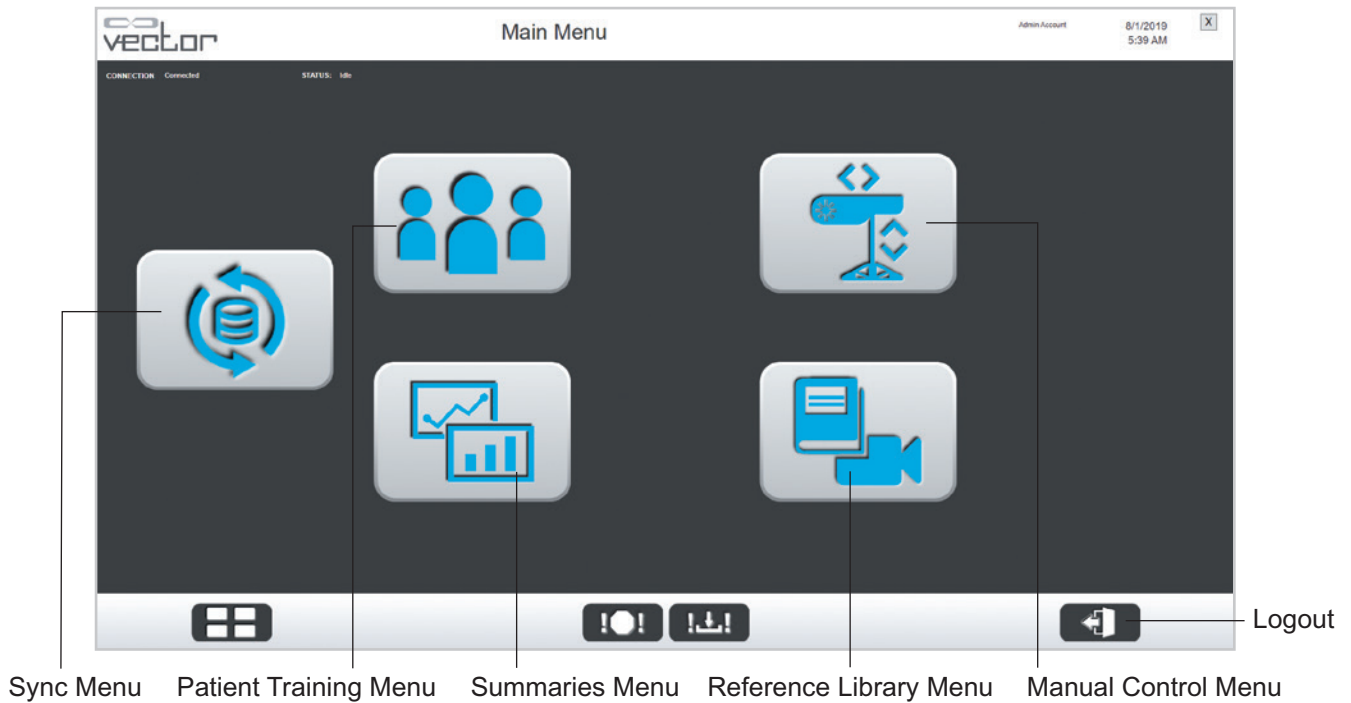 vector
Main Menu
Admin Account
8/1/2019
5:39 AM
X
CONNECTION Connected
STATUS: Idle
!●!
!!
Logout
Sync Menu
Patient Training Menu
Summaries Menu
Reference Library Menu
Manual Control Menu